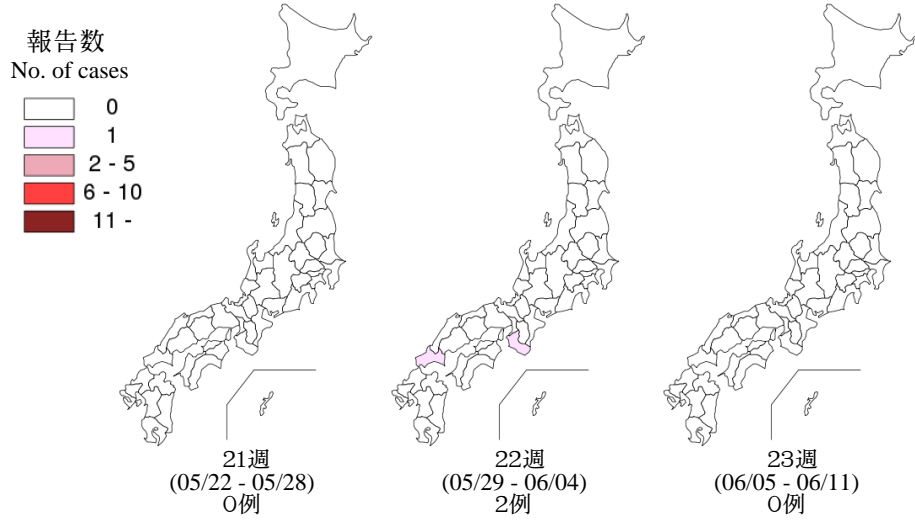 報告数
No. of cases
0
1
2 - 5
6 - 10
11 -
21週
(05/22 - 05/28)
0例
22週
(05/29 - 06/04)
2例
23週
(06/05 - 06/11)
0例